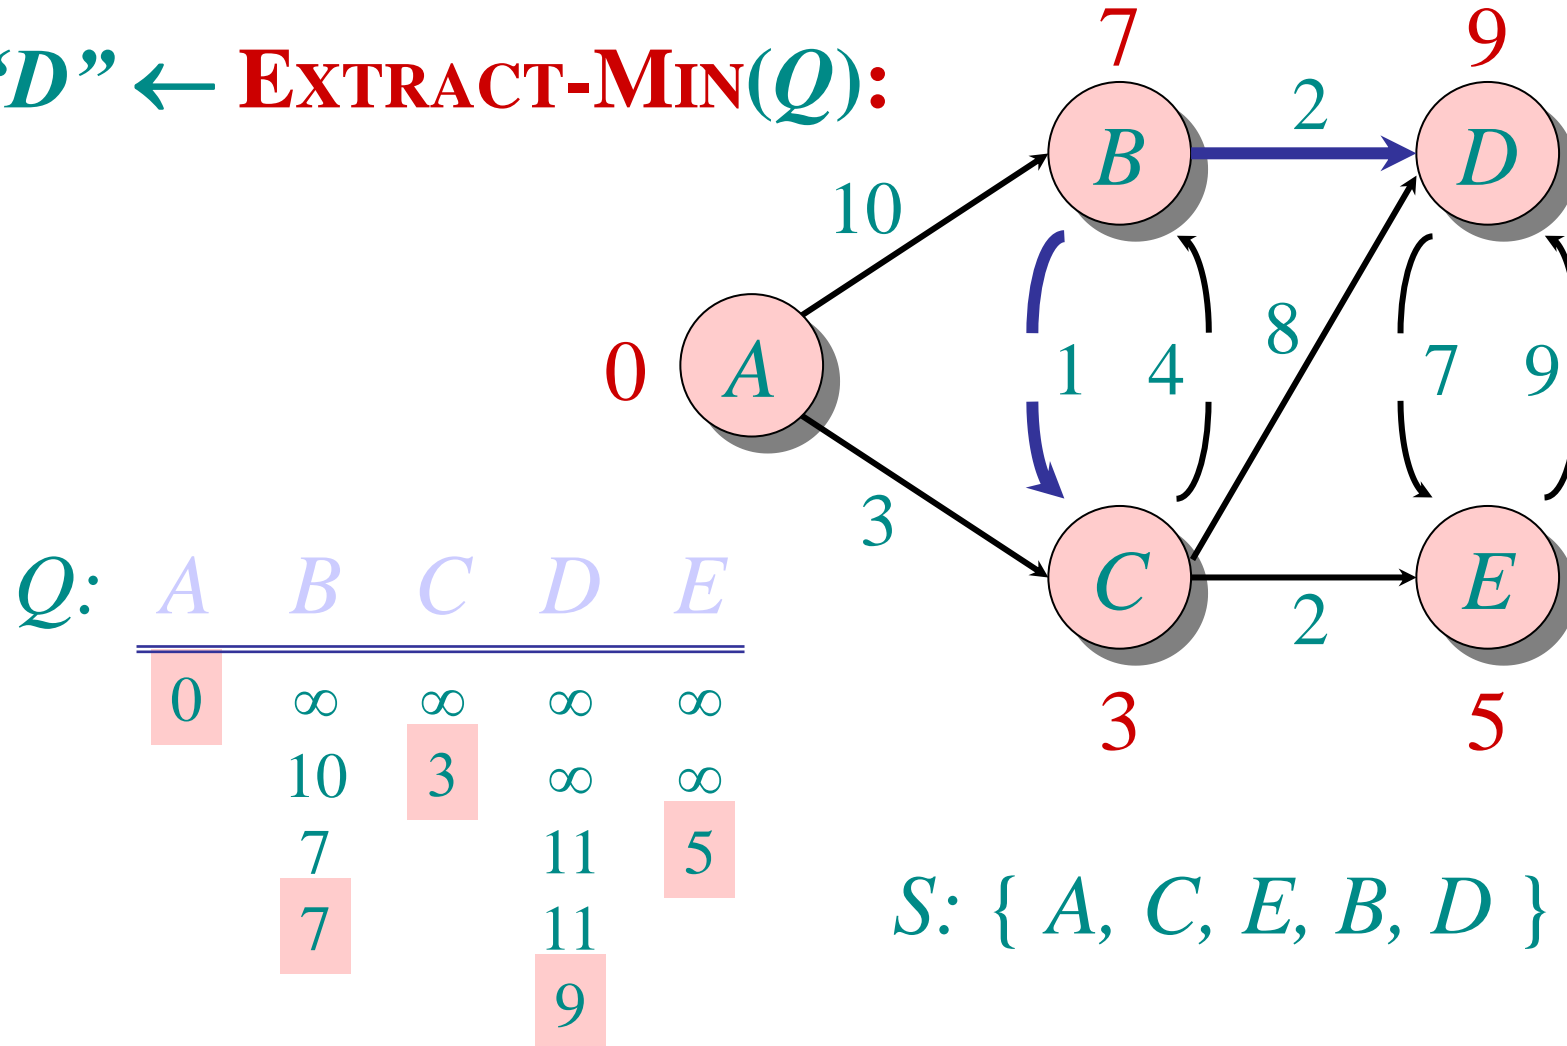 “D” ← EXTRACT-MIN(Q):
7
9
2
B
D
10
8
1
4
7
9
0
A
3
C
E
2
3
5
Q: A B C D E
0 ∞ ∞ ∞ ∞
10 3 ∞ ∞
7 11 5
7 11
9
S: { A, C, E, B, D }